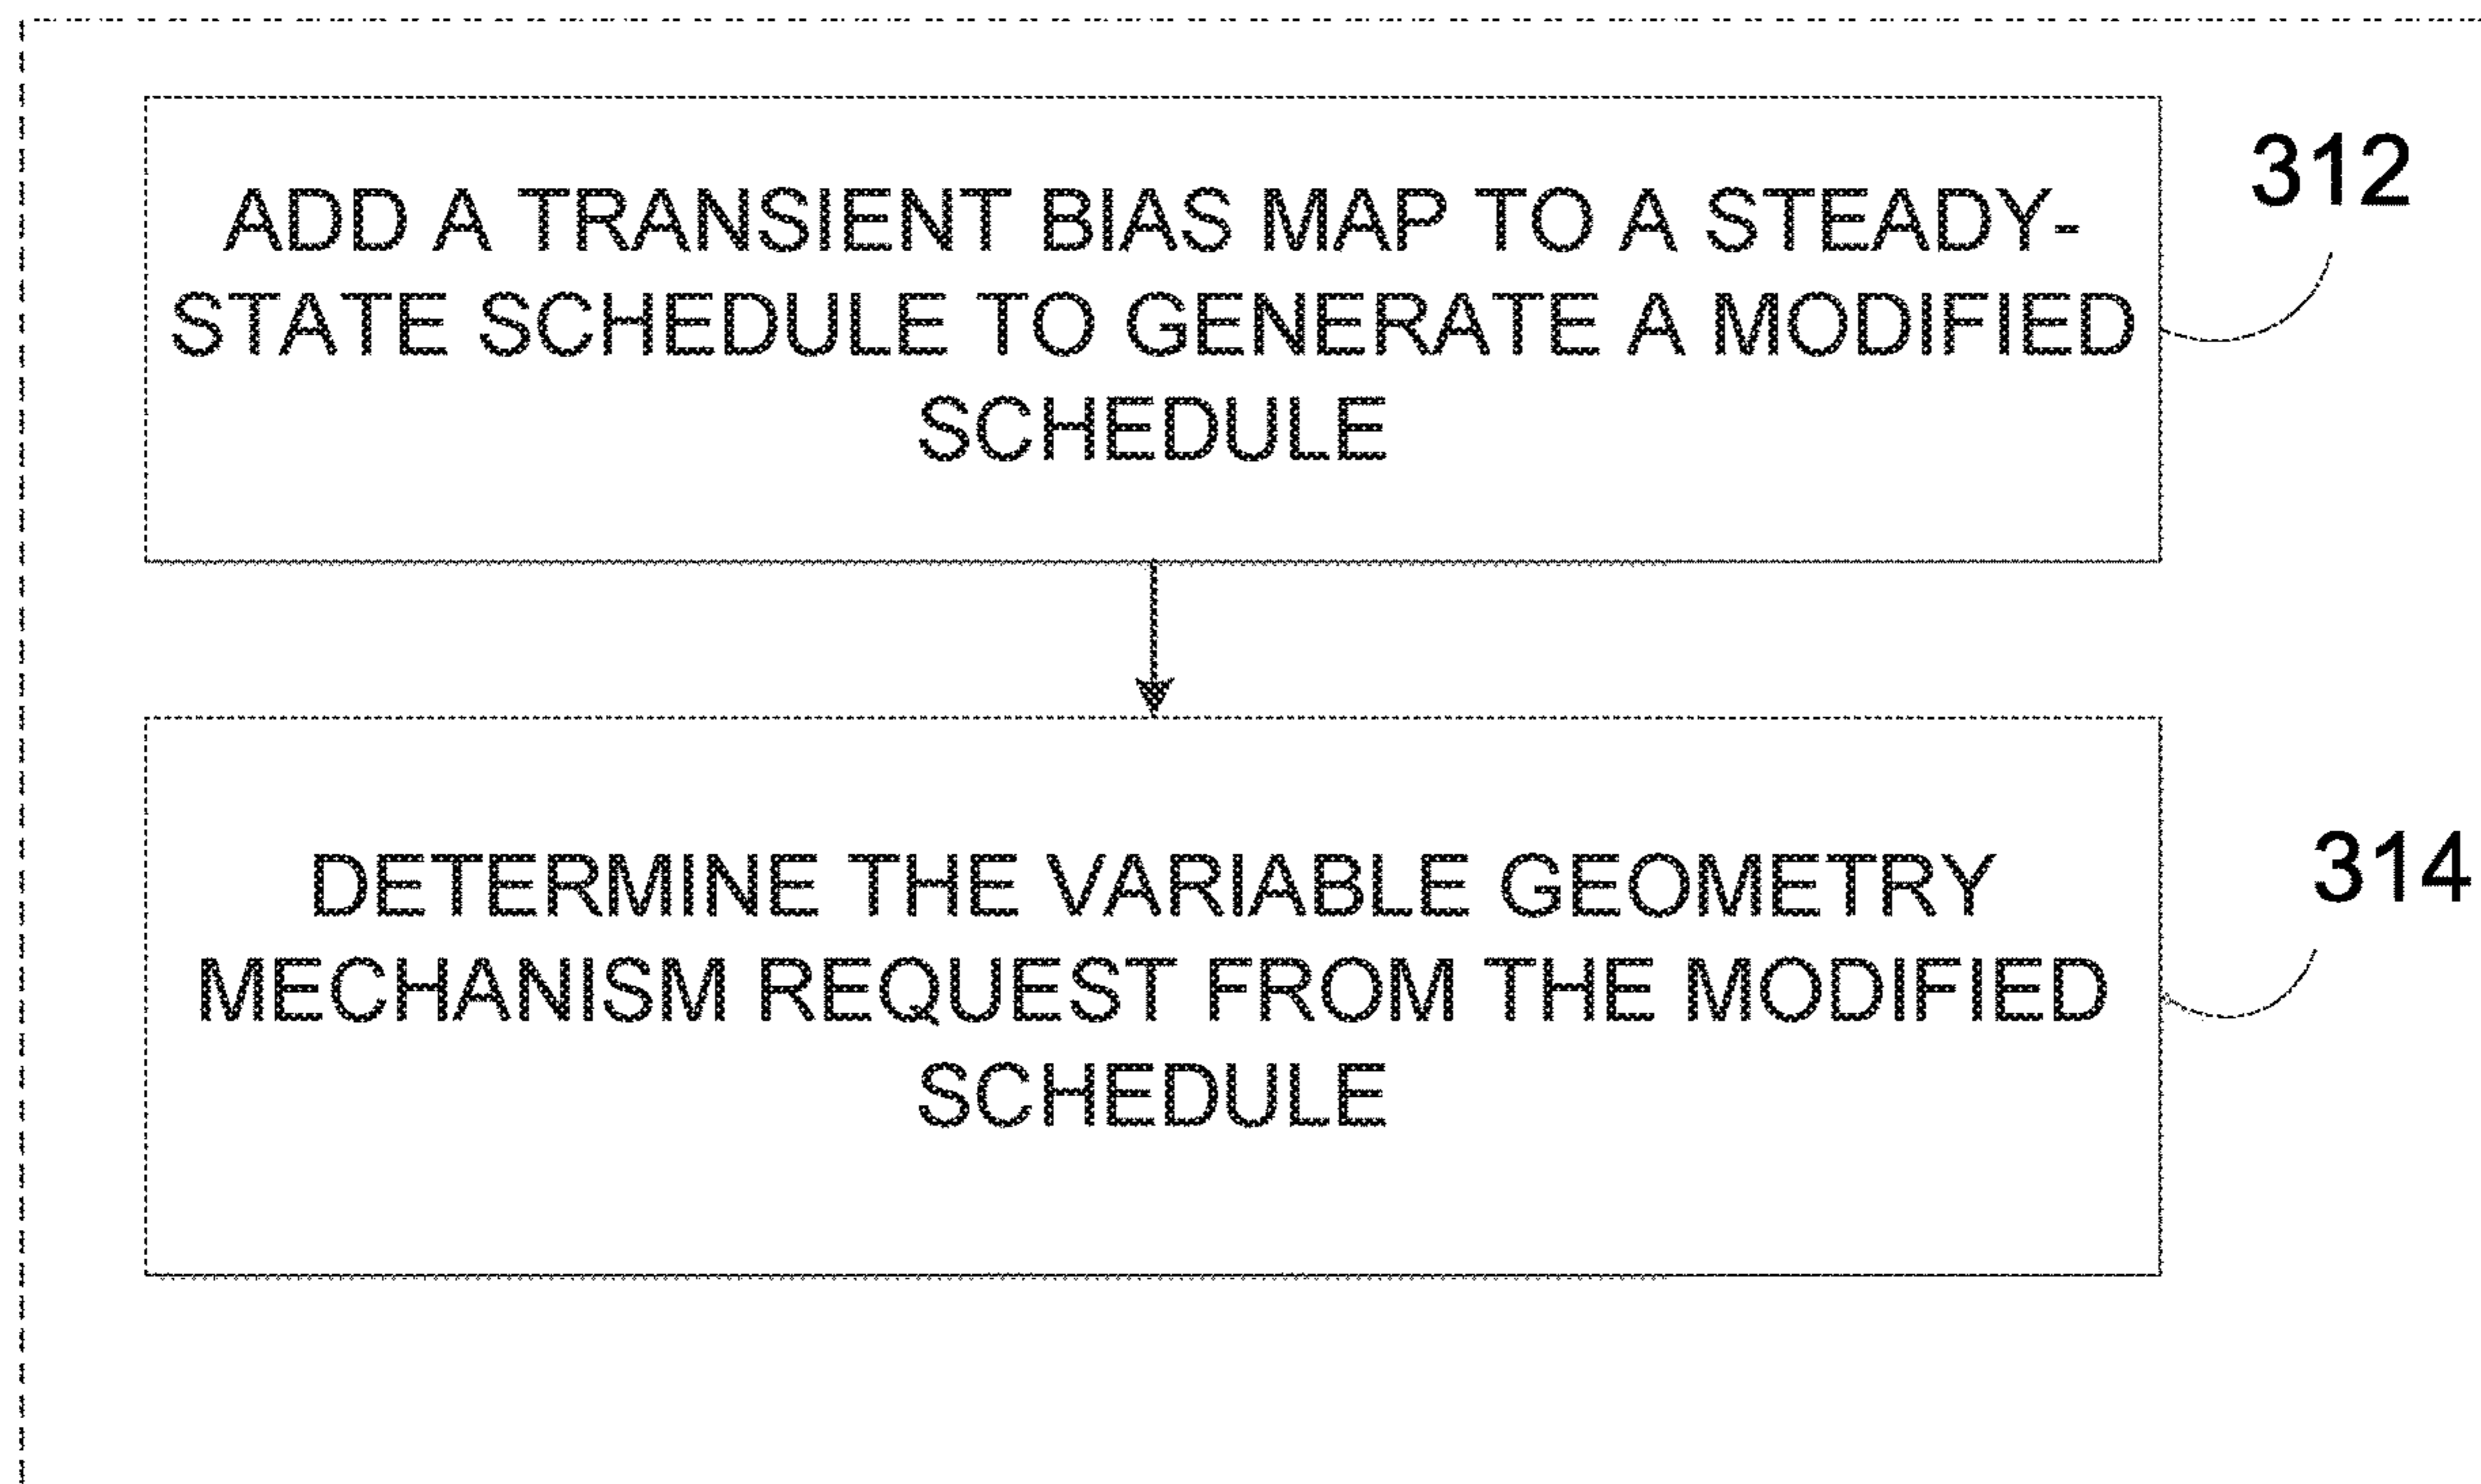 ADD A TRANSIENT BIAS MAP TO A STEADY-
STATE SCHEDULE TO GENERATE A MODIFIED
SCHEDULE
312
DETERMINE THE VARIABLE GEOMETRY
MECHANISM REQUEST FROM THE MODIFIED
SCHEDULE
314